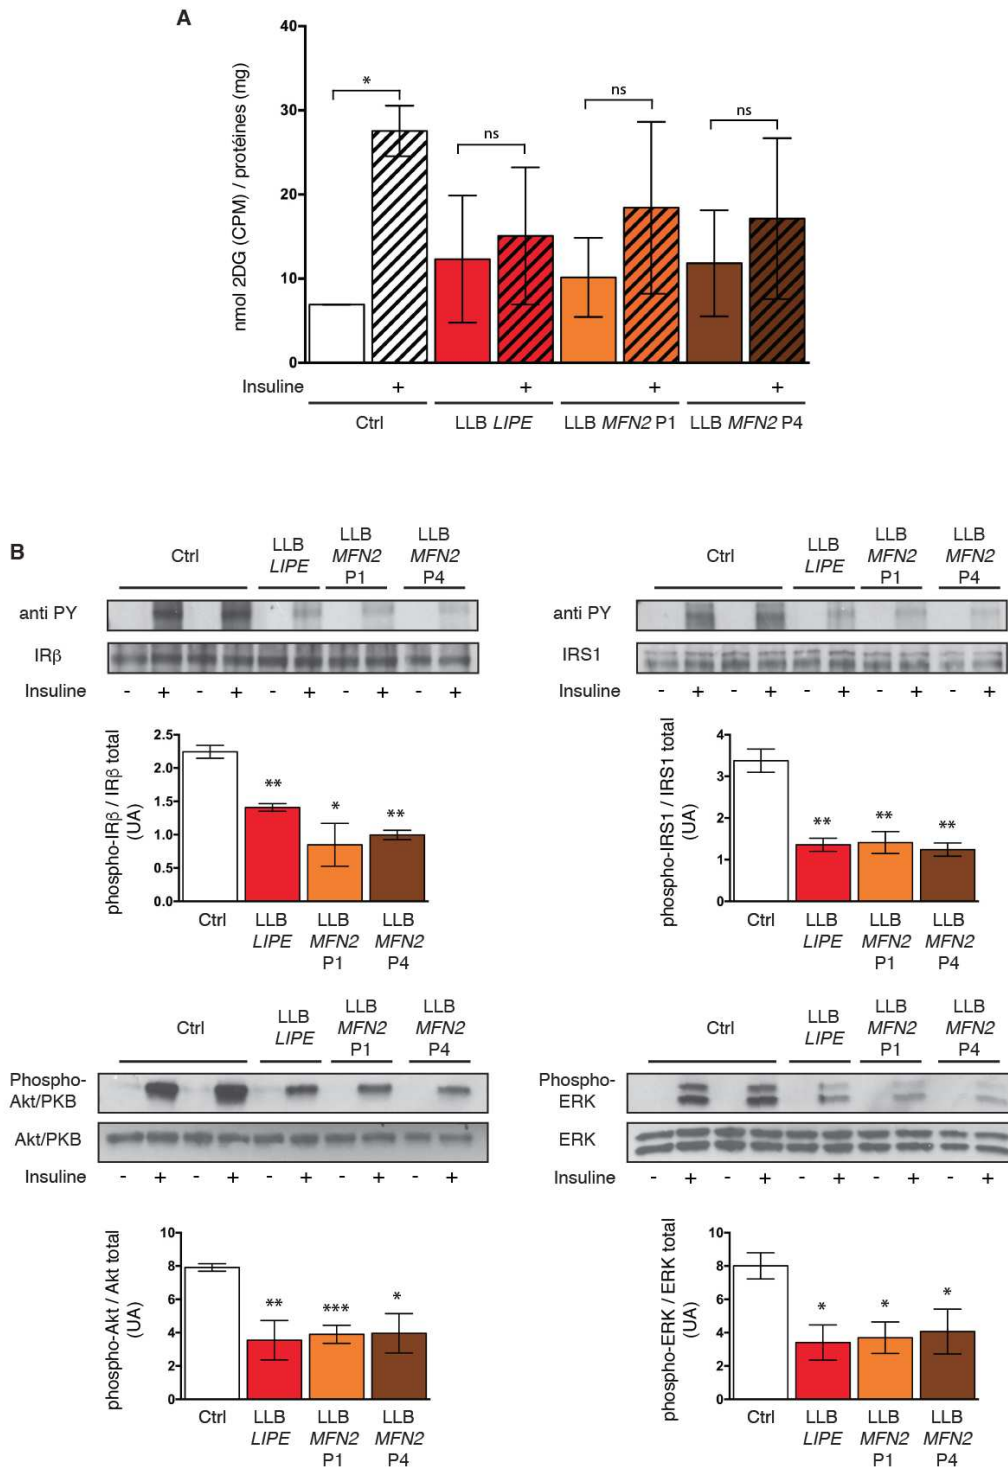 A
nmol 2DG (CPM) / protéines (mg)
40
30
20
10
0
*
ns
ns
ns
Insuline + + + +
Ctrl LLB LIPE LLB MFN2 P1 LLB MFN2 P4
B
Ctrl LLB LIPE LLB MFN2 P1 LLB MFN2 P4
anti PY
IRβ
Insuline - + - + - + - + - +
phospho-IRβ / IRβ total (UA)
2.5
2.0
1.5
1.0
0.5
0.0
** * **
Ctrl LLB LIPE LLB MFN2 P1 LLB MFN2 P4
Ctrl LLB LIPE LLB MFN2 P1 LLB MFN2 P4
anti PY
IRS1
Insuline - + - + - + - + - +
phospho-IRS1 / IRS1 total (UA)
4
3
2
1
0
** ** **
Ctrl LLB LIPE LLB MFN2 P1 LLB MFN2 P4
Ctrl LLB LIPE LLB MFN2 P1 LLB MFN2 P4
Phospho-
Akt/PKB
Akt/PKB
Insuline - + - + - + - + - +
phospho-Akt / Akt total (UA)
10
8
6
4
2
0
** *** *
Ctrl LLB LIPE LLB MFN2 P1 LLB MFN2 P4
Ctrl LLB LIPE LLB MFN2 P1 LLB MFN2 P4
Phospho-
ERK
ERK
Insuline - + - + - + - + - +
phospho-ERK / ERK total (UA)
10
8
6
4
2
0
* * *
Ctrl LLB LIPE LLB MFN2 P1 LLB MFN2 P4